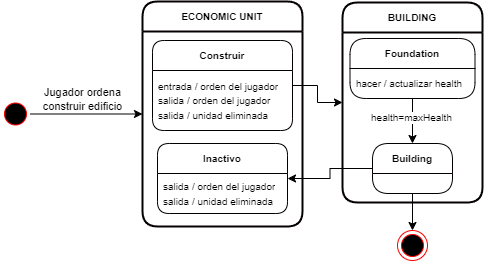 ECONOMIC UNIT
Construir
entrada / orden del jugador
salida / orden del jugador
salida / unidad eliminada
Jugador ordena
construir edificio
Inactivo
salida / orden del jugador
salida / unidad eliminada
BUILDING
Foundation
hacer / actualizar health
health=maxHealth
Building